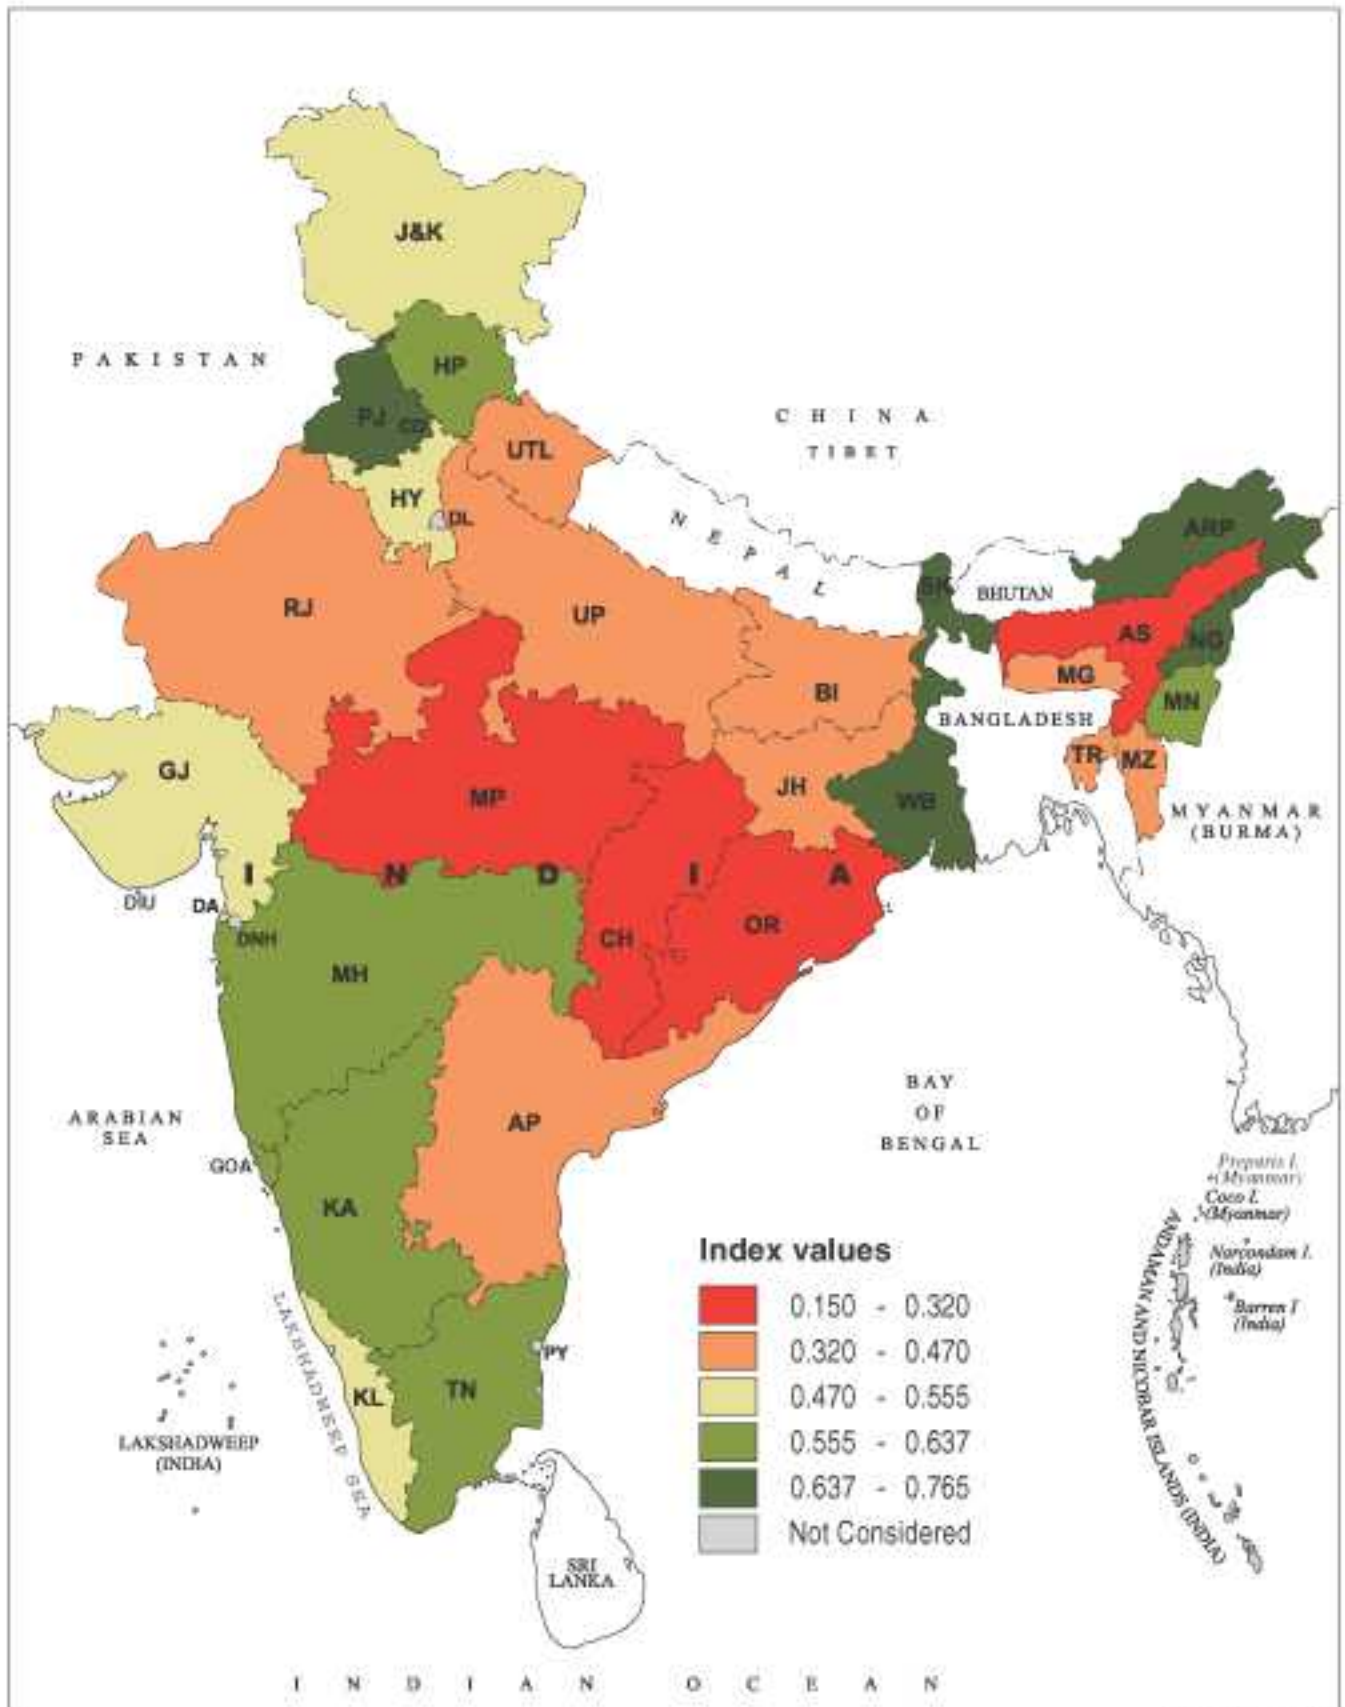 J&K
PAKISTAN
HP
PJ CD
CHINA
TIBET
UTL
HY
DL
NEPAL
ARP
SK
BHUTAN
RJ
UP
AS
NG
MG
BI
MN
BANGLADESH
GJ
TR
MZ
JH
MP
WB
MYANMAR
(BURMA)
I N D I A
DIU
DA
CH
OR
DNH
MH
BAY
OF
BENGAL
ARABIAN
SEA
AP
GOA
KA
Preparis I.
(Myanmar)
Coco I.
(Myanmar)
Narcondam I.
(India)
Barren I
(India)
ANDAMAN AND NICOBAR ISLANDS (INDIA)
Index values
0.150 - 0.320
0.320 - 0.470
0.470 - 0.555
0.555 - 0.637
0.637 - 0.765
Not Considered
LAKSHADWEEP SEA
PY
KL
TN
LAKSHADWEEP
(INDIA)
SRI
LANKA
INDIAN OCEAN